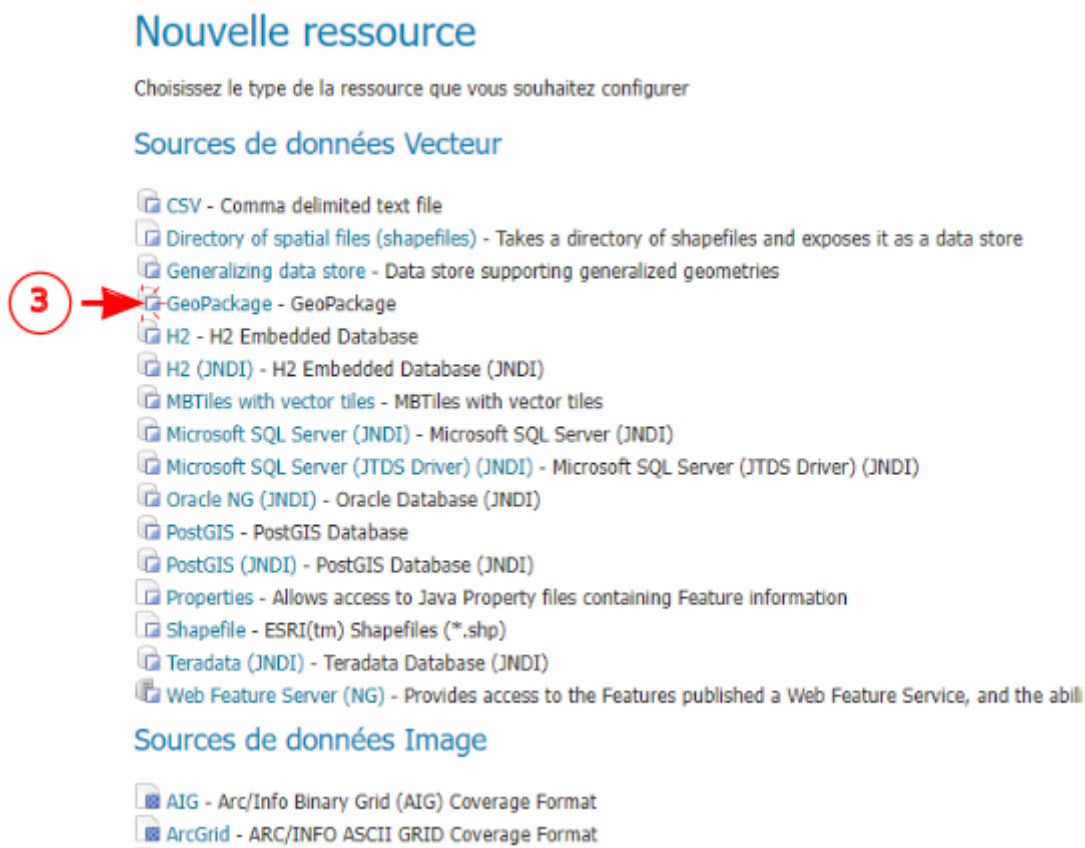 Nouvelle ressource
Choisissez le type de la ressource que vous souhaitez configurer
Sources de données Vecteur
CSV - Comma delimited text file
Directory of spatial files (shapefiles) - Takes a directory of shapefiles and exposes it as a data store
Generalizing data store - Data store supporting generalized geometries
3 GeoPackage - GeoPackage
H2 - H2 Embedded Database
H2 (JNDI) - H2 Embedded Database (JNDI)
MBTiles with vector tiles - MBTiles with vector tiles
Microsoft SQL Server (JNDI) - Microsoft SQL Server (JNDI)
Microsoft SQL Server (JTDS Driver) (JNDI) - Microsoft SQL Server (JTDS Driver) (JNDI)
Oracle NG (JNDI) - Oracle Database (JNDI)
PostGIS - PostGIS Database
PostGIS (JNDI) - PostGIS Database (JNDI)
Properties - Allows access to Java Property files containing Feature information
Shapefile - ESRI(tm) Shapefiles (*.shp)
Teradata (JNDI) - Teradata Database (JNDI)
Web Feature Server (NG) - Provides access to the Features published a Web Feature Service, and the abili
Sources de données Image
AIG - Arc/Info Binary Grid (AIG) Coverage Format
ArcGrid - ARC/INFO ASCII GRID Coverage Format